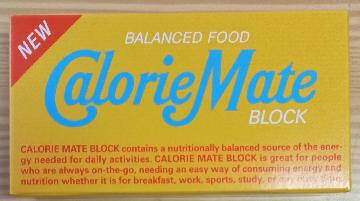 NEW
BALANCED FOOD
CalorieMate
BLOCK
CALORIE MATE BLOCK contains a nutritionally balanced source of the ener-
gy needed for daily activities. CALORIE MATE BLOCK is great for people
who are always on-the-go, needing an easy way of consuming energy and
nutrition whether it is for breakfast, work, sports, study, or any